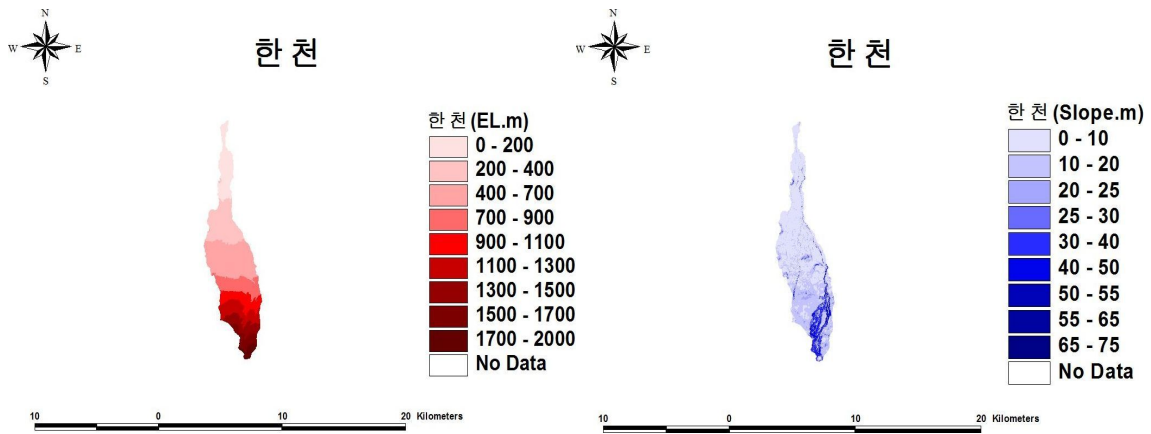 N
W E
S
한 천
한 천 (EL.m)
0 - 200
200 - 400
400 - 700
700 - 900
900 - 1100
1100 - 1300
1300 - 1500
1500 - 1700
1700 - 2000
No Data
10 0 10 20 Kilometers
N
W E
S
한 천
한 천 (Slope.m)
0 - 10
10 - 20
20 - 25
25 - 30
30 - 40
40 - 50
50 - 55
55 - 65
65 - 75
No Data
10 0 10 20 Kilometers